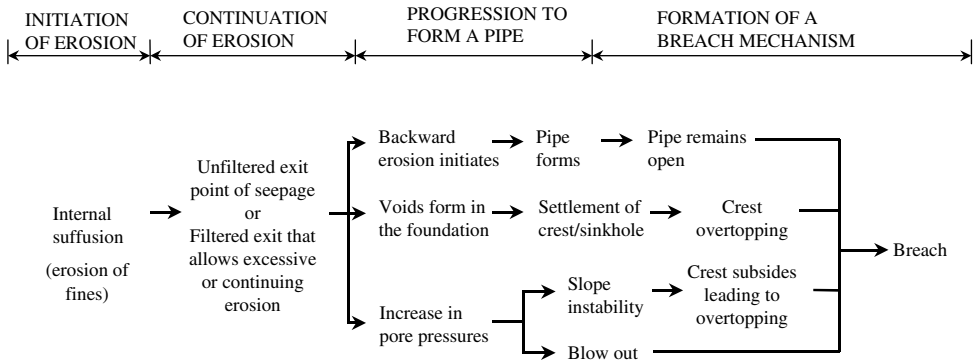 INITIATION
OF EROSION
CONTINUATION
OF EROSION
PROGRESSION TO
FORM A PIPE
FORMATION OF A
BREACH MECHANISM
Internal
suffusion
(erosion of
fines)
Unfiltered exit
point of seepage
or
Filtered exit that
allows excessive
or continuing
erosion
Backward
erosion initiates
Pipe
forms
Pipe remains
open
Voids form in
the foundation
Settlement of
crest/sinkhole
Crest
overtopping
Increase in
pore pressures
Slope
instability
Crest subsides
leading to
overtopping
Blow out
Breach